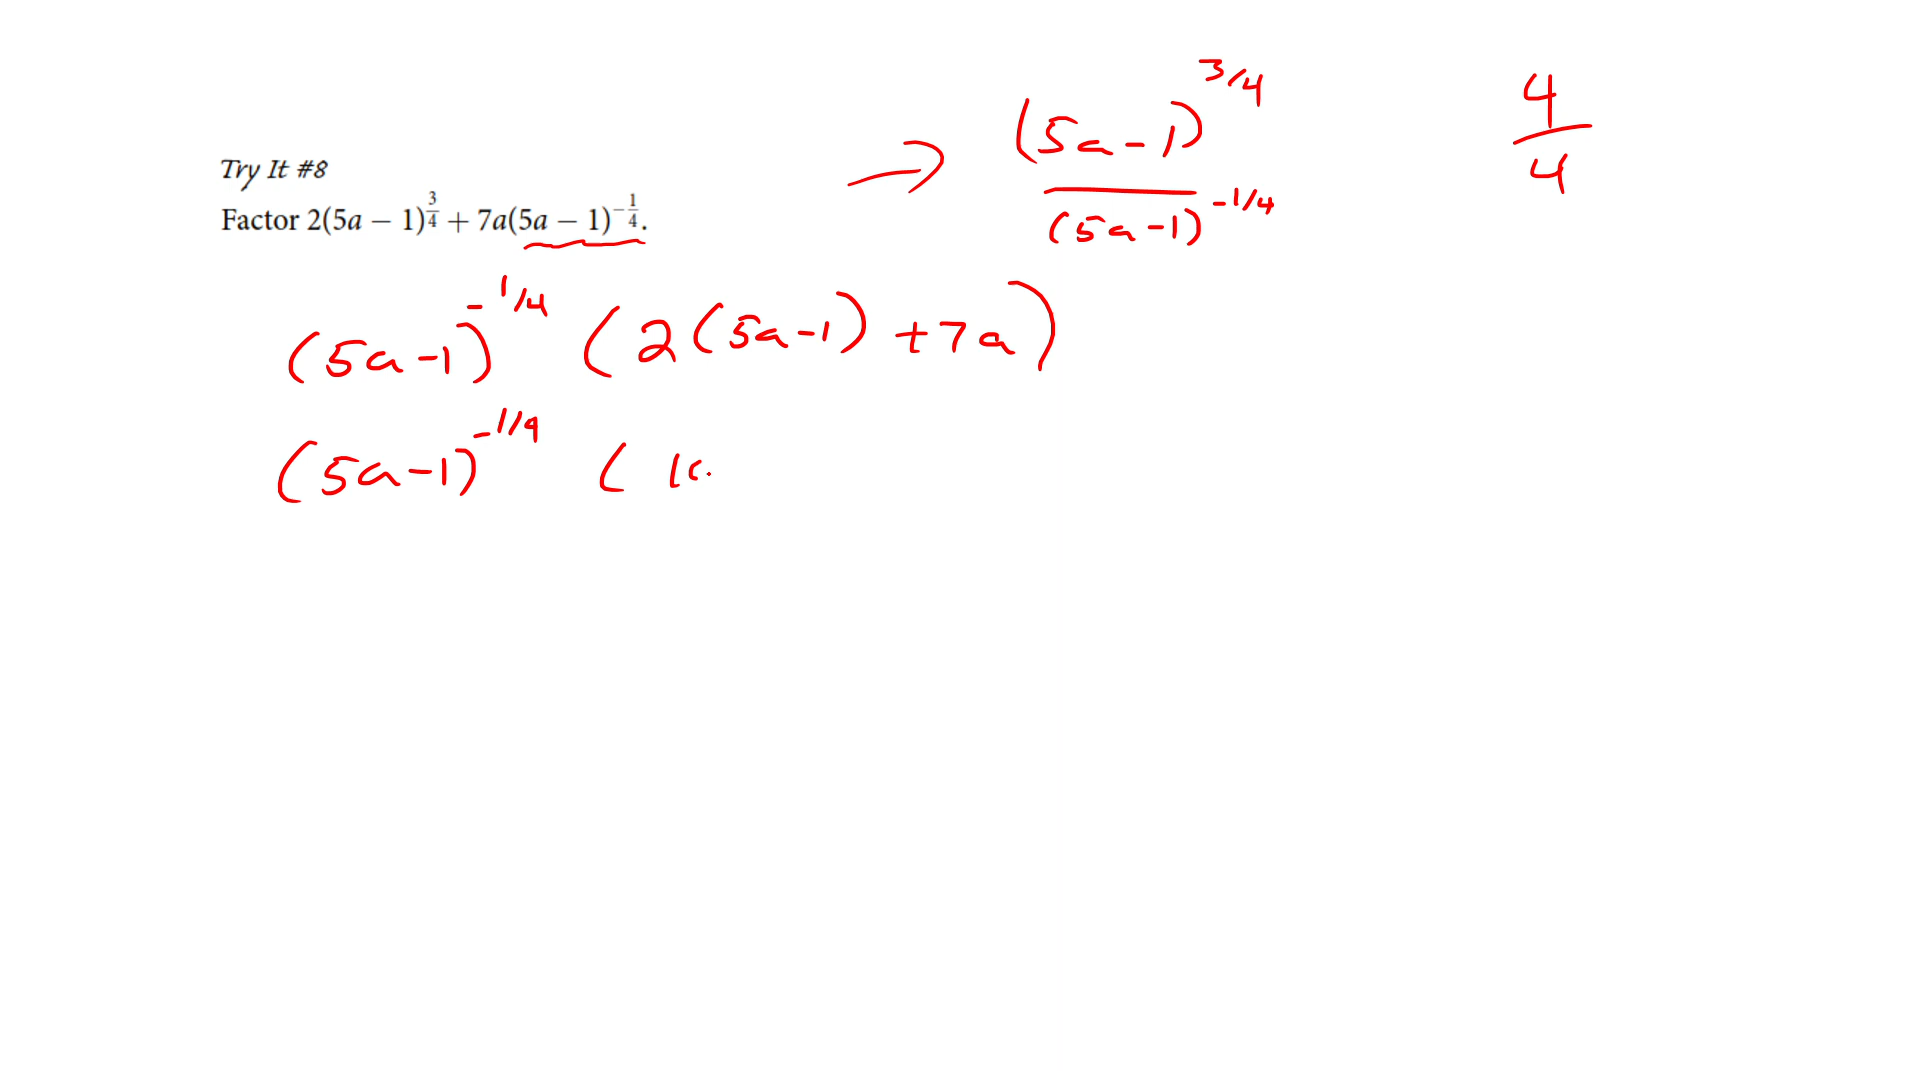 Try It #8
Factor 2(5a − 1)^{3/4} + 7a(5a − 1)^{−1/4}.
(5a-1)^{3/4}
(5a-1)^{-1/4}
4
4
(5a-1)^{-1/4} (2(5a-1)+7a)
(5a-1)^{-1/4} ( 1